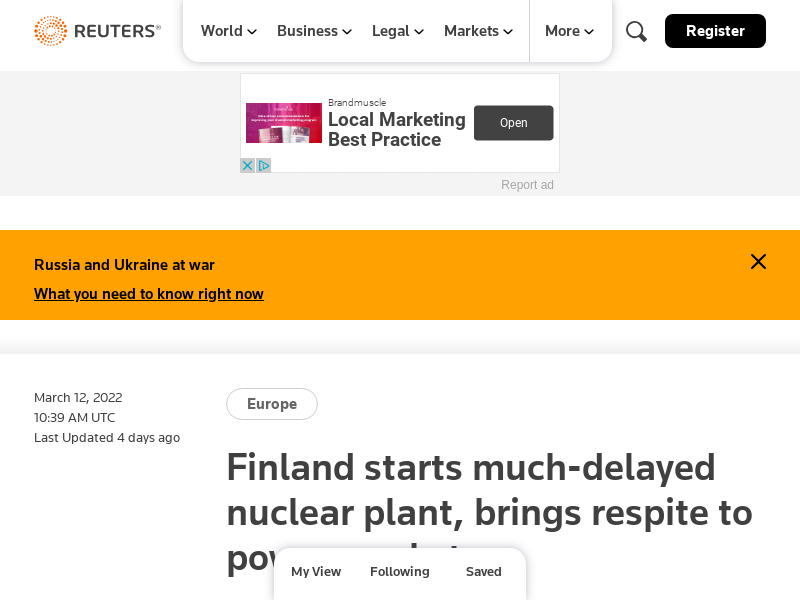 REUTERS®
World
Business
Legal
Markets
More
Register
Brandmuscle
Local Marketing
Best Practice
Open
Report ad
Russia and Ukraine at war
What you need to know right now
March 12, 2022
10:39 AM UTC
Last Updated 4 days ago
Europe
Finland starts much-delayed
nuclear plant, brings respite to
My View
Following
Saved